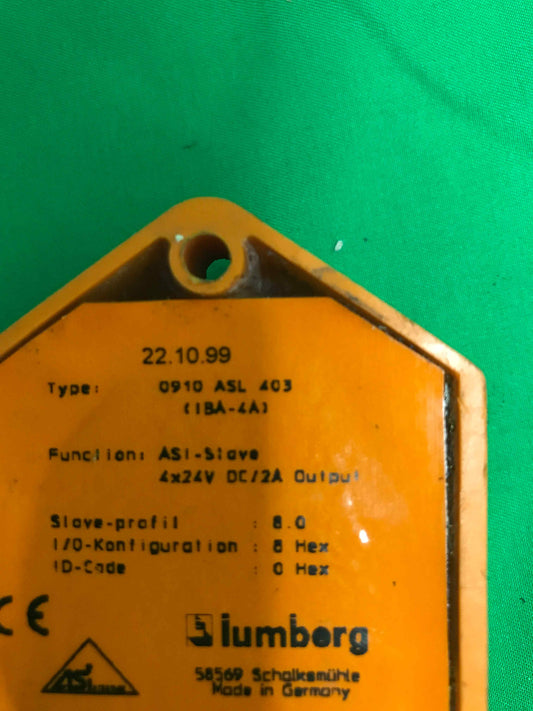 22.10.99
Type: 0910 ASL 403
(IBA-4A)
Function: ASI-Slave
4x24V DC/2A Output
Slave-profil : 8.0
I/O-Konfiguration : 8 Hex
ID-Code : 0 Hex
CE
lumberg
58569 Schalksmühle
Made in Germany